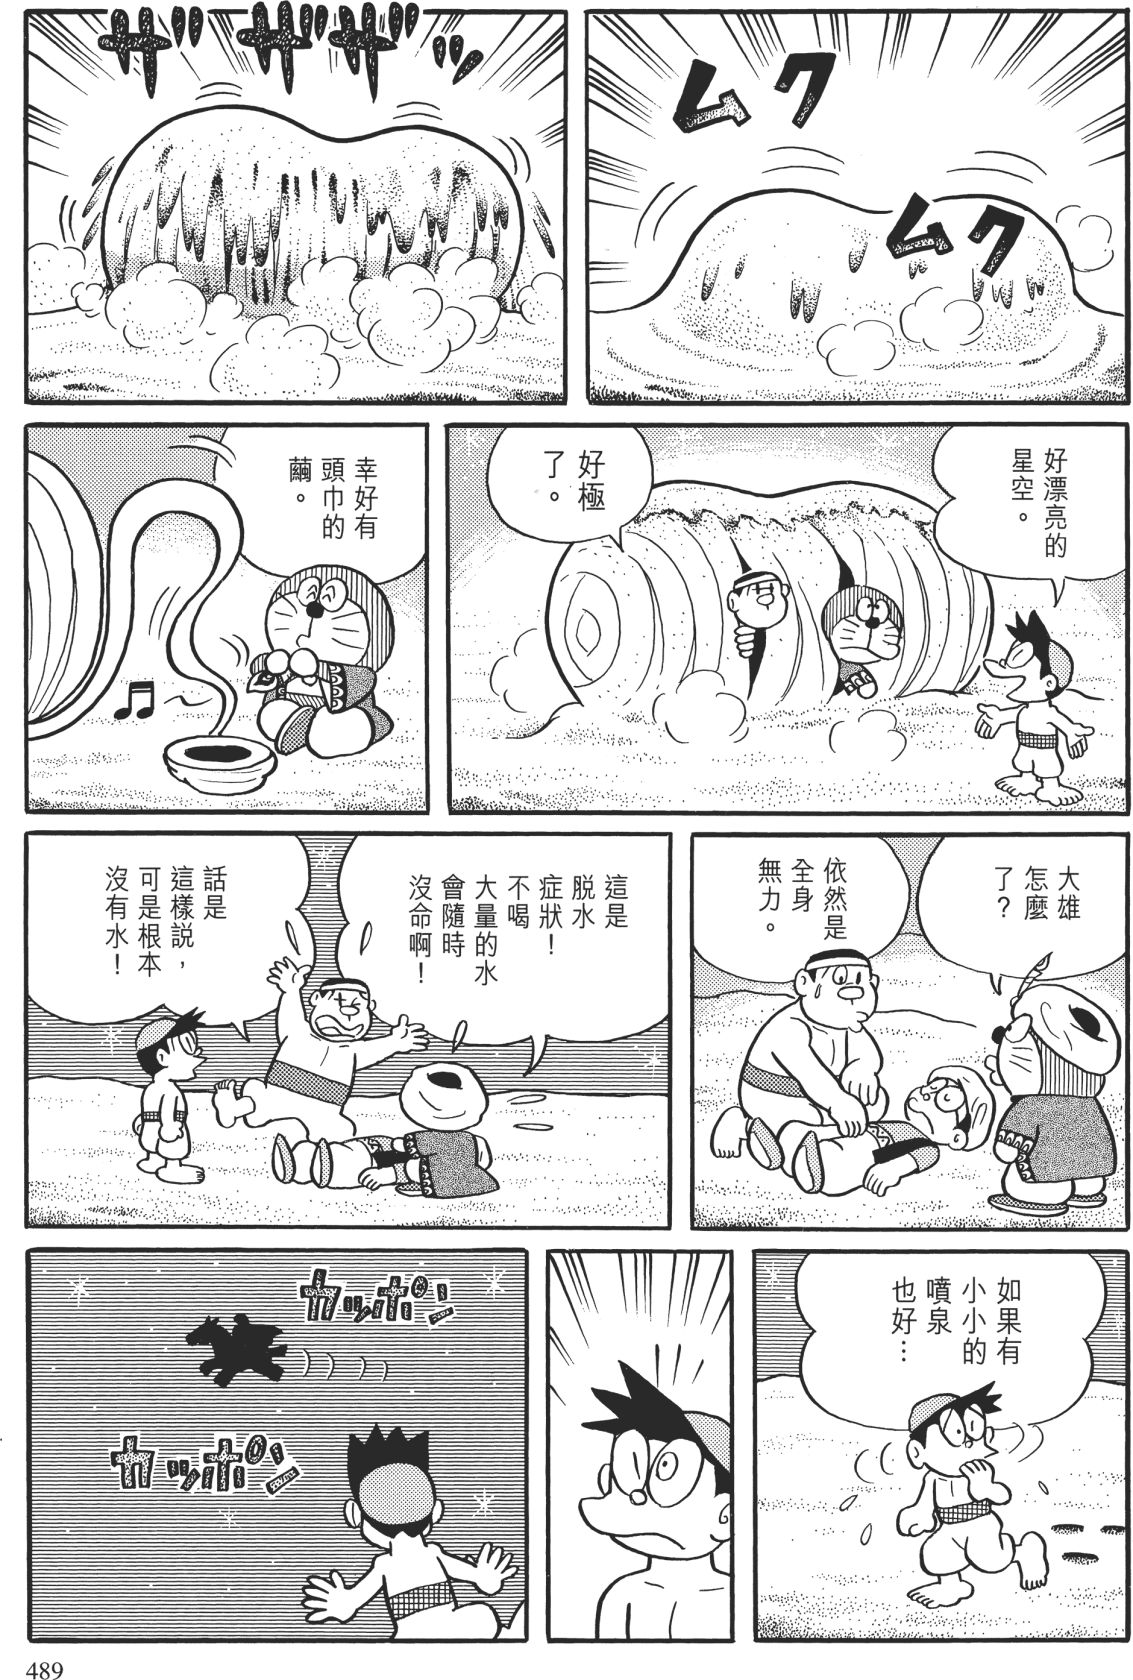 ムク
ムク
ザザザッ
好漂亮的
星空。
好極
了。
幸好有
頭巾的
繭。
大雄
怎麼
了？
依然是
全身
無力。
這是
脫水
症狀！
不喝
大量的水
會隨時
沒命啊！
話是
這樣說，
可是根本
沒有水！
如果有
小小的
噴泉
也好…
カッポン
カッポン
489